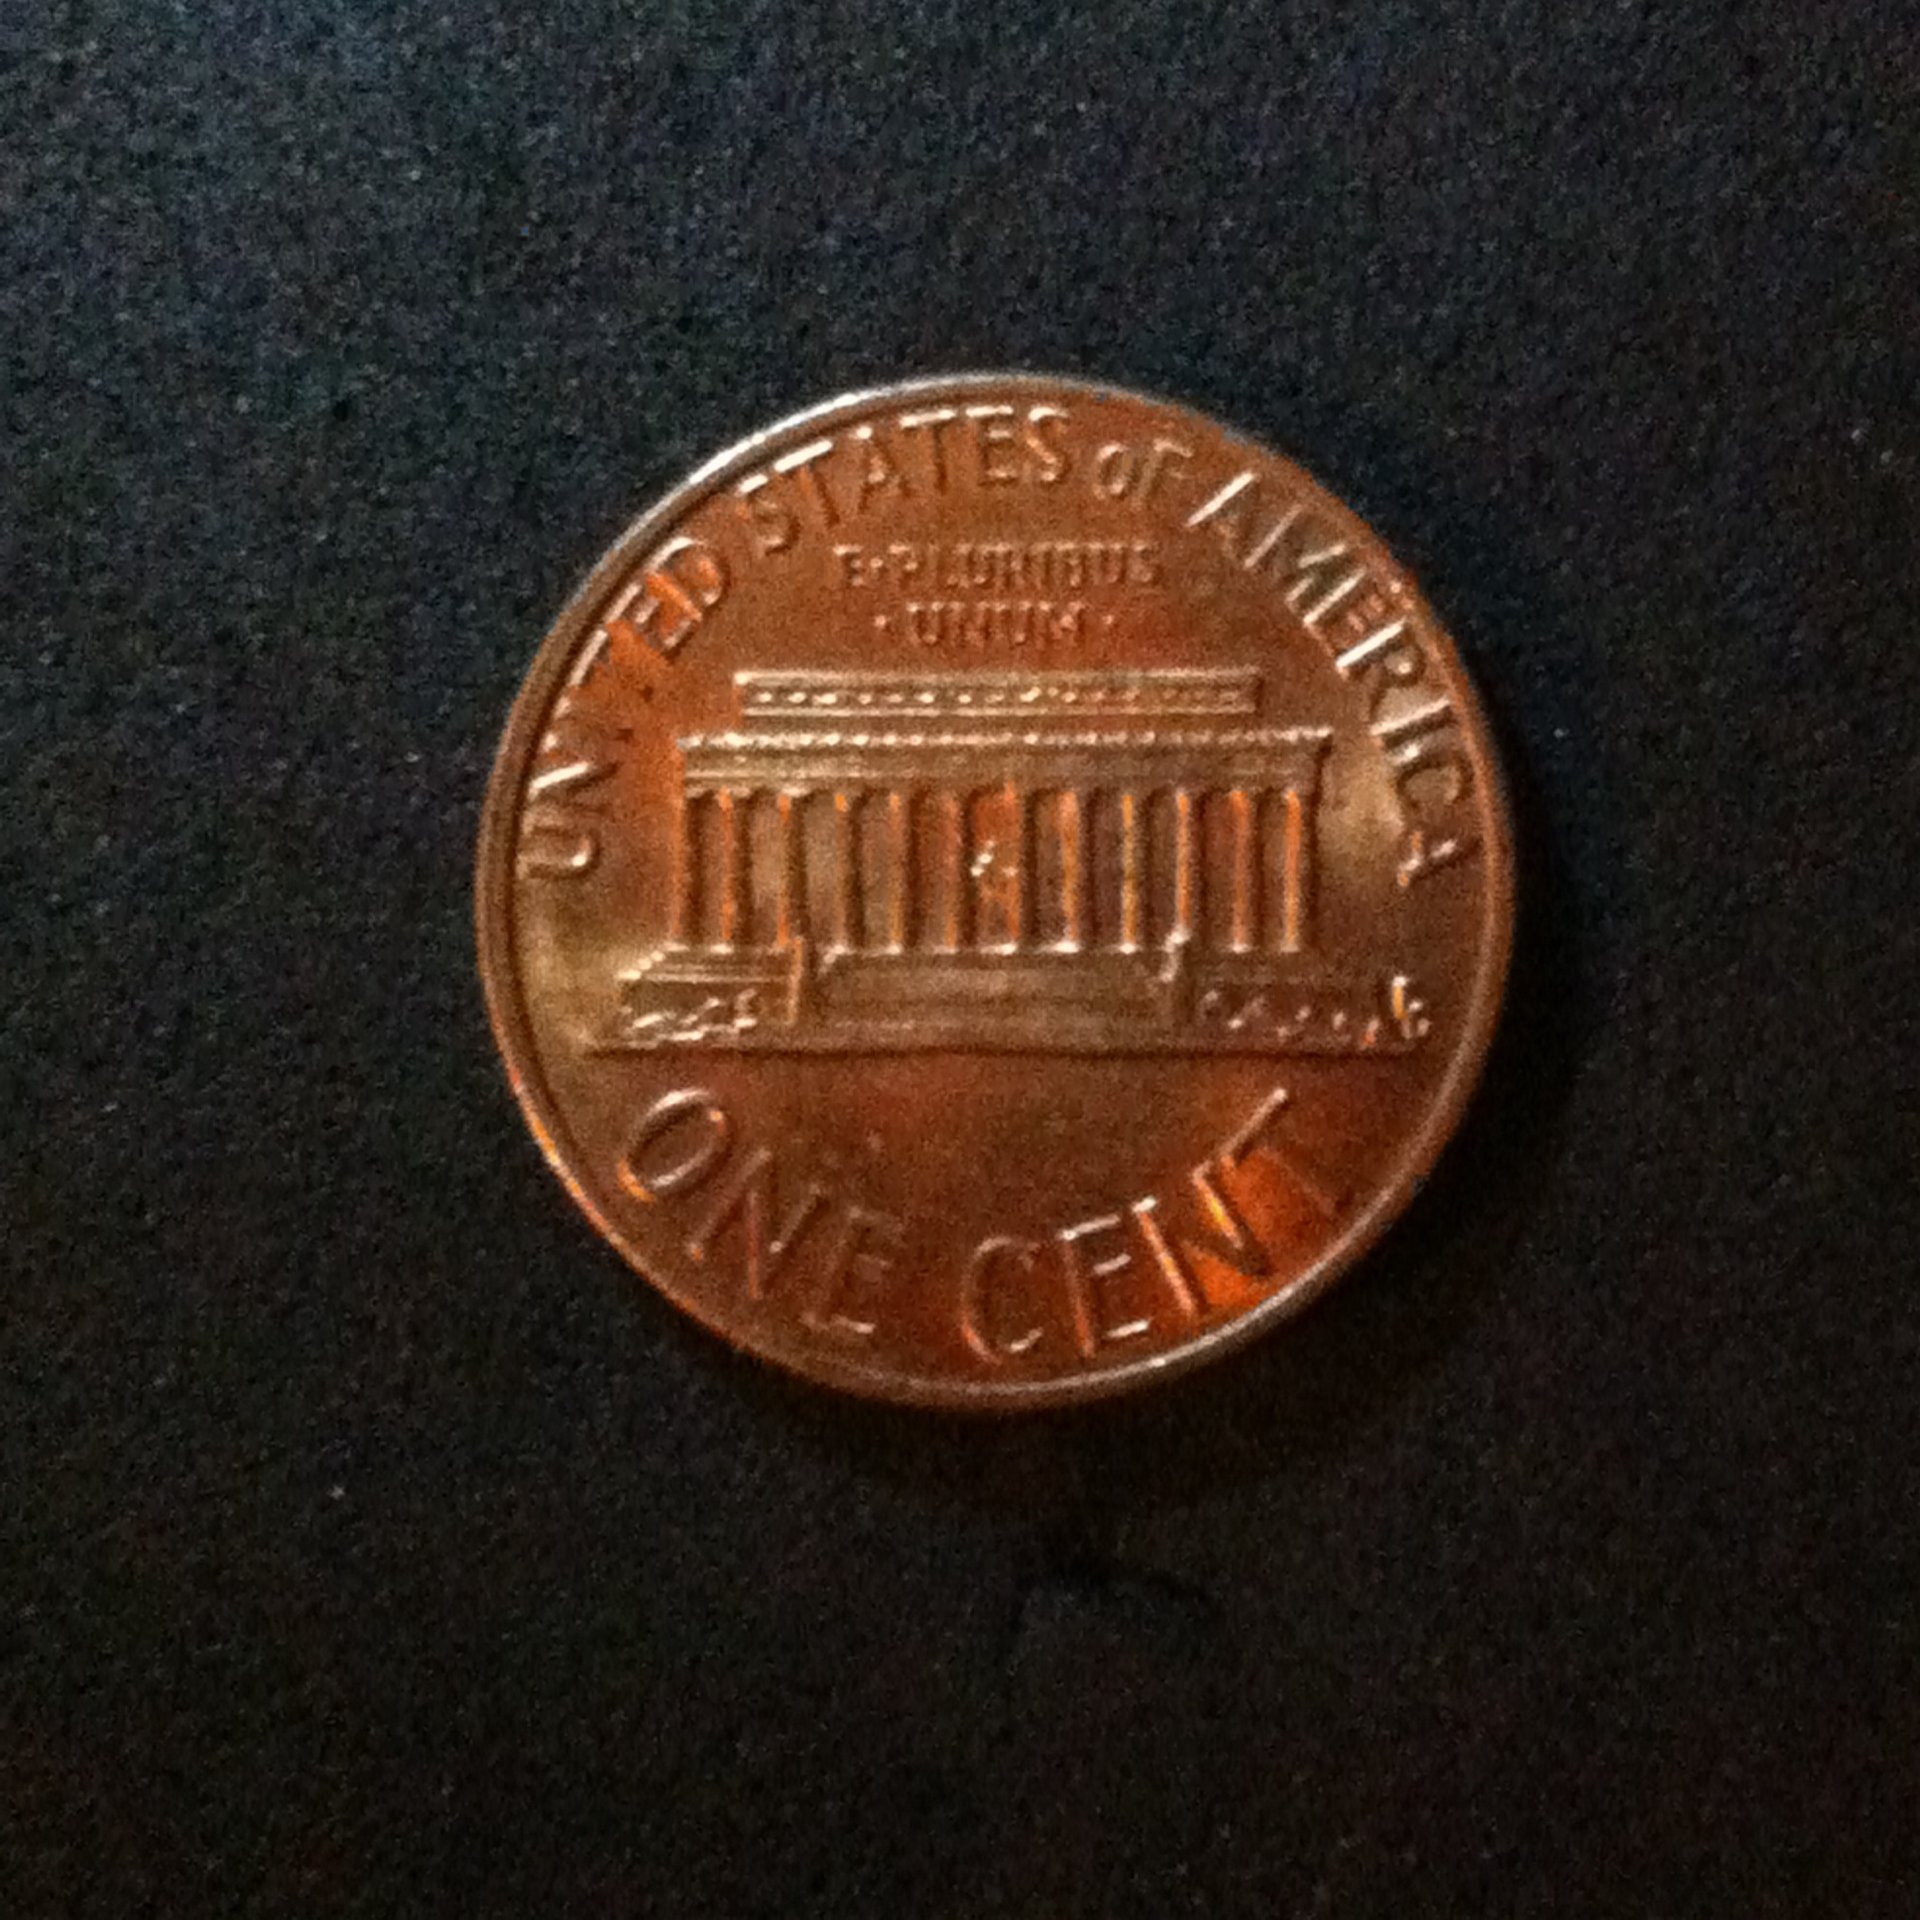 UNITED STATES OF AMERICA
E·PLURIBUS
·UNUM·
ONE CENT